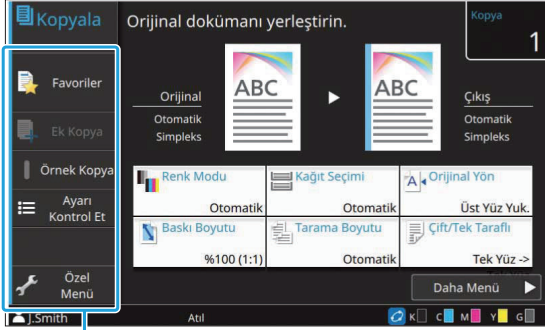 Kopyala
Orijinal dokümanı yerleştirin.
Kopya
1
Favoriler
Ek Kopya
Örnek Kopya
Ayarı
Kontrol Et
Özel
Menü
Orijinal
Otomatik
Simpleks
ABC
ABC
Çıkış
Otomatik
Simpleks
Renk Modu
Otomatik
Kağıt Seçimi
Otomatik
A
Orijinal Yön
Üst Yüz Yuk.
Baskı Boyutu
%100 (1:1)
Tarama Boyutu
Otomatik
Çift/Tek Taraflı
Tek Yüz ->
Daha Menü
J.Smith
Atıl
K C M Y G